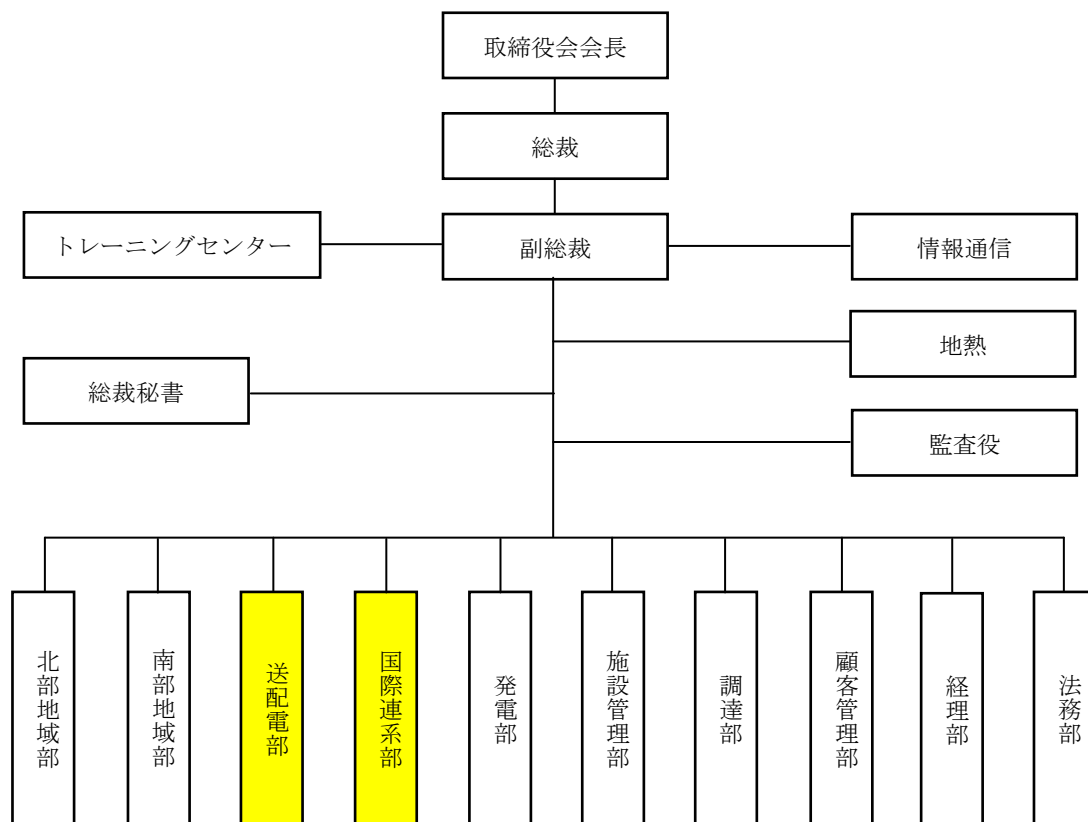 取締役会会長
総裁
トレーニングセンター
副総裁
情報通信
地熱
総裁秘書
監査役
北部地域部
南部地域部
送配電部
国際連系部
発電部
施設管理部
調達部
顧客管理部
経理部
法務部